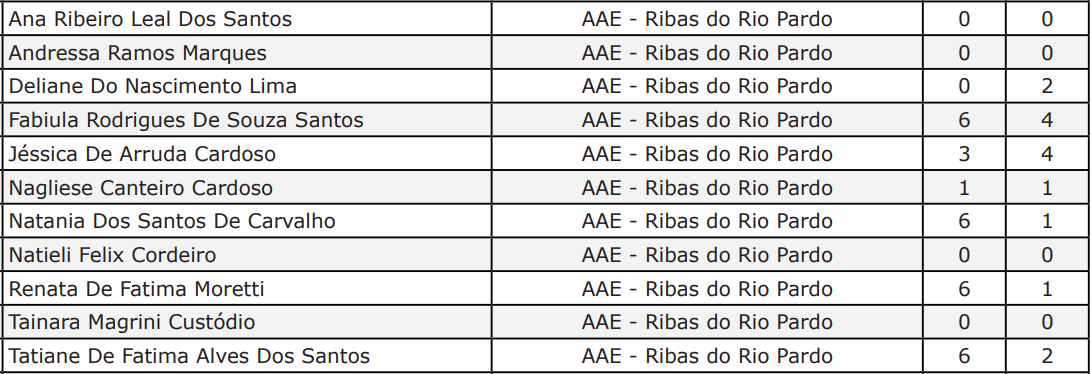 Ana Ribeiro Leal Dos Santos AAE - Ribas do Rio Pardo 0 0
Andressa Ramos Marques AAE - Ribas do Rio Pardo 0 0
Deliane Do Nascimento Lima AAE - Ribas do Rio Pardo 0 2
Fabiula Rodrigues De Souza Santos AAE - Ribas do Rio Pardo 6 4
Jéssica De Arruda Cardoso AAE - Ribas do Rio Pardo 3 4
Nagliese Canteiro Cardoso AAE - Ribas do Rio Pardo 1 1
Natania Dos Santos De Carvalho AAE - Ribas do Rio Pardo 6 1
Natieli Felix Cordeiro AAE - Ribas do Rio Pardo 0 0
Renata De Fatima Moretti AAE - Ribas do Rio Pardo 6 1
Tainara Magrini Custódio AAE - Ribas do Rio Pardo 0 0
Tatiane De Fatima Alves Dos Santos AAE - Ribas do Rio Pardo 6 2